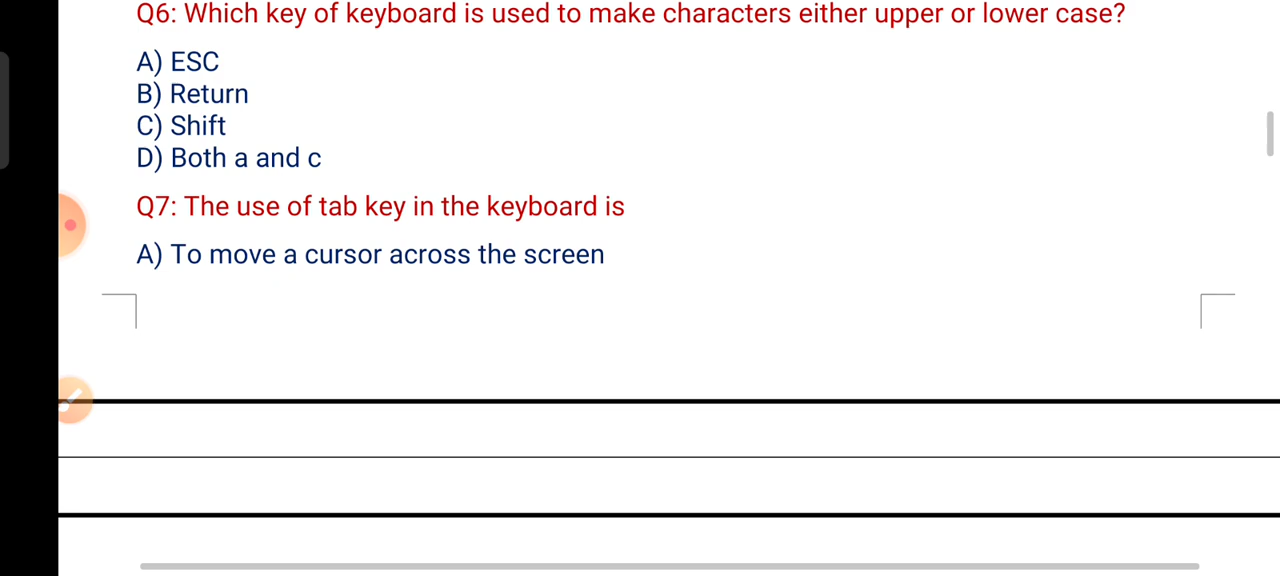 Q6: Which key of keyboard is used to make characters either upper or lower case?
A) ESC
B) Return
C) Shift
D) Both a and c
Q7: The use of tab key in the keyboard is
A) To move a cursor across the screen